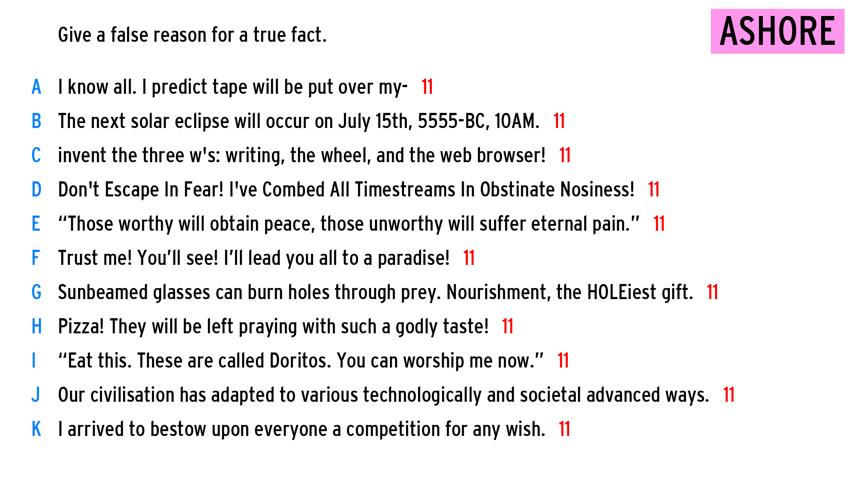 Give a false reason for a true fact.
ASHORE
A I know all. I predict tape will be put over my- 11
B The next solar eclipse will occur on July 15th, 5555-BC, 10AM. 11
C invent the three w's: writing, the wheel, and the web browser! 11
D Don't Escape In Fear! I've Combed All Timestreams In Obstinate Nosiness! 11
E “Those worthy will obtain peace, those unworthy will suffer eternal pain.” 11
F Trust me! You’ll see! I’ll lead you all to a paradise! 11
G Sunbeamed glasses can burn holes through prey. Nourishment, the HOLEiest gift. 11
H Pizza! They will be left praying with such a godly taste! 11
I “Eat this. These are called Doritos. You can worship me now.” 11
J Our civilisation has adapted to various technologically and societal advanced ways. 11
K I arrived to bestow upon everyone a competition for any wish. 11